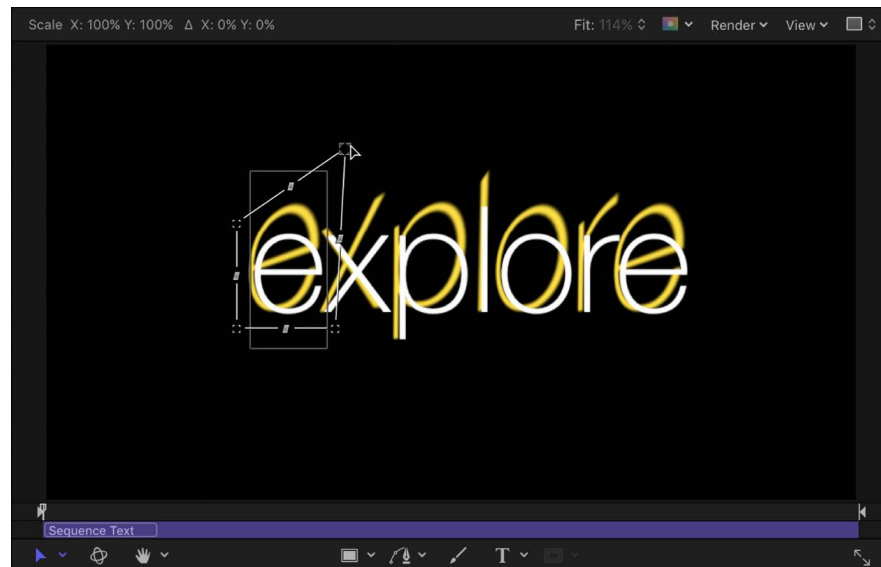 Scale X: 100% Y: 100% Δ X: 0% Y: 0% Fit: 114% Render View
explore
Sequence Text
T